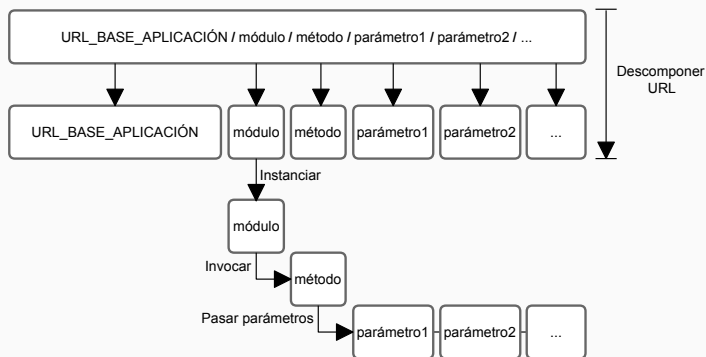 URL_BASE_APLICACIÓN / módulo / método / parámetro1 / parámetro2 / ...
Descomponer
URL
URL_BASE_APLICACIÓN
módulo
método
parámetro1
parámetro2
...
Instanciar
módulo
Invocar
método
Pasar parámetros
parámetro1
parámetro2
...